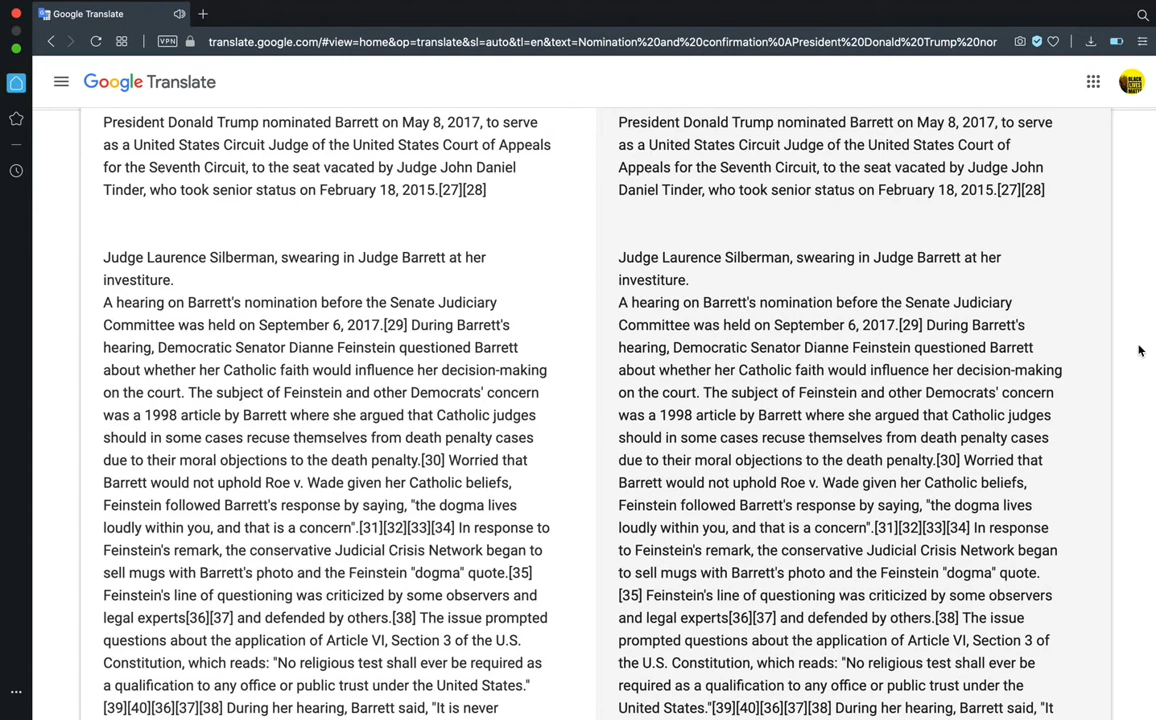 Google Translate
VPN
translate.google.com/#view=home&op=translate&sl=auto&tl=en&text=Nomination%20and%20confirmation%0APresident%20Donald%20Trump%20nor
Google Translate
BLACK
LIVES
MATTER
President Donald Trump nominated Barrett on May 8, 2017, to serve
as a United States Circuit Judge of the United States Court of Appeals
for the Seventh Circuit, to the seat vacated by Judge John Daniel
Tinder, who took senior status on February 18, 2015.[27][28]
Judge Laurence Silberman, swearing in Judge Barrett at her
investiture.
A hearing on Barrett's nomination before the Senate Judiciary
Committee was held on September 6, 2017.[29] During Barrett's
hearing, Democratic Senator Dianne Feinstein questioned Barrett
about whether her Catholic faith would influence her decision-making
on the court. The subject of Feinstein and other Democrats' concern
was a 1998 article by Barrett where she argued that Catholic judges
should in some cases recuse themselves from death penalty cases
due to their moral objections to the death penalty.[30] Worried that
Barrett would not uphold Roe v. Wade given her Catholic beliefs,
Feinstein followed Barrett's response by saying, "the dogma lives
loudly within you, and that is a concern".[31][32][33][34] In response to
Feinstein's remark, the conservative Judicial Crisis Network began to
sell mugs with Barrett's photo and the Feinstein "dogma" quote.[35]
Feinstein's line of questioning was criticized by some observers and
legal experts[36][37] and defended by others.[38] The issue prompted
questions about the application of Article VI, Section 3 of the U.S.
Constitution, which reads: "No religious test shall ever be required as
a qualification to any office or public trust under the United States."
[39][40][36][37][38] During her hearing, Barrett said, "It is never
President Donald Trump nominated Barrett on May 8, 2017, to serve
as a United States Circuit Judge of the United States Court of
Appeals for the Seventh Circuit, to the seat vacated by Judge John
Daniel Tinder, who took senior status on February 18, 2015.[27][28]
Judge Laurence Silberman, swearing in Judge Barrett at her
investiture.
A hearing on Barrett's nomination before the Senate Judiciary
Committee was held on September 6, 2017.[29] During Barrett's
hearing, Democratic Senator Dianne Feinstein questioned Barrett
about whether her Catholic faith would influence her decision-making
on the court. The subject of Feinstein and other Democrats' concern
was a 1998 article by Barrett where she argued that Catholic judges
should in some cases recuse themselves from death penalty cases
due to their moral objections to the death penalty.[30] Worried that
Barrett would not uphold Roe v. Wade given her Catholic beliefs,
Feinstein followed Barrett's response by saying, "the dogma lives
loudly within you, and that is a concern".[31][32][33][34] In response
to Feinstein's remark, the conservative Judicial Crisis Network began
to sell mugs with Barrett's photo and the Feinstein "dogma" quote.
[35] Feinstein's line of questioning was criticized by some observers
and legal experts[36][37] and defended by others.[38] The issue
prompted questions about the application of Article VI, Section 3 of
the U.S. Constitution, which reads: "No religious test shall ever be
required as a qualification to any office or public trust under the
United States."[39][40][36][37][38] During her hearing, Barrett said, "It